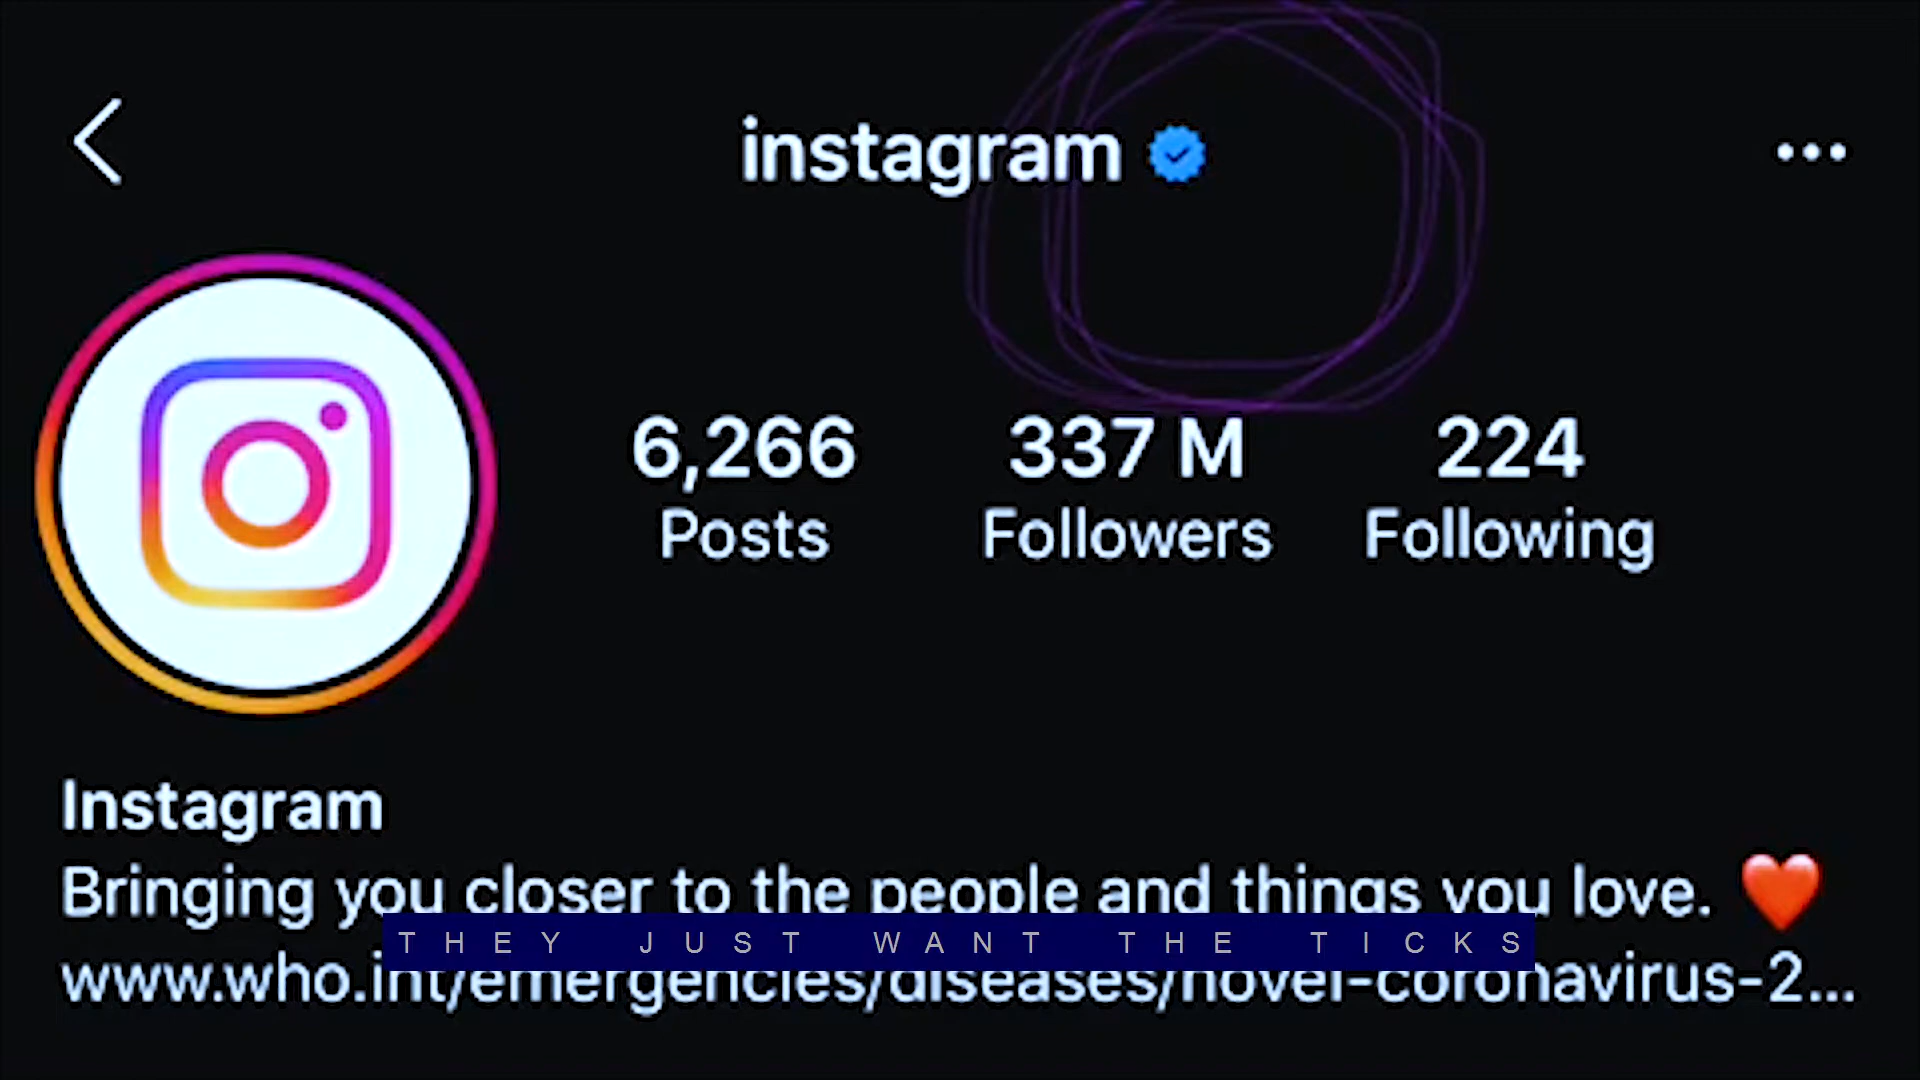 instagram
6,266 337 M 224
Posts Followers Following
Instagram
Bringing you closer to the people and things you love. ❤️
THEY JUST WANT THE TICKS
www.who.int/emergencies/diseases/novel-coronavirus-2...